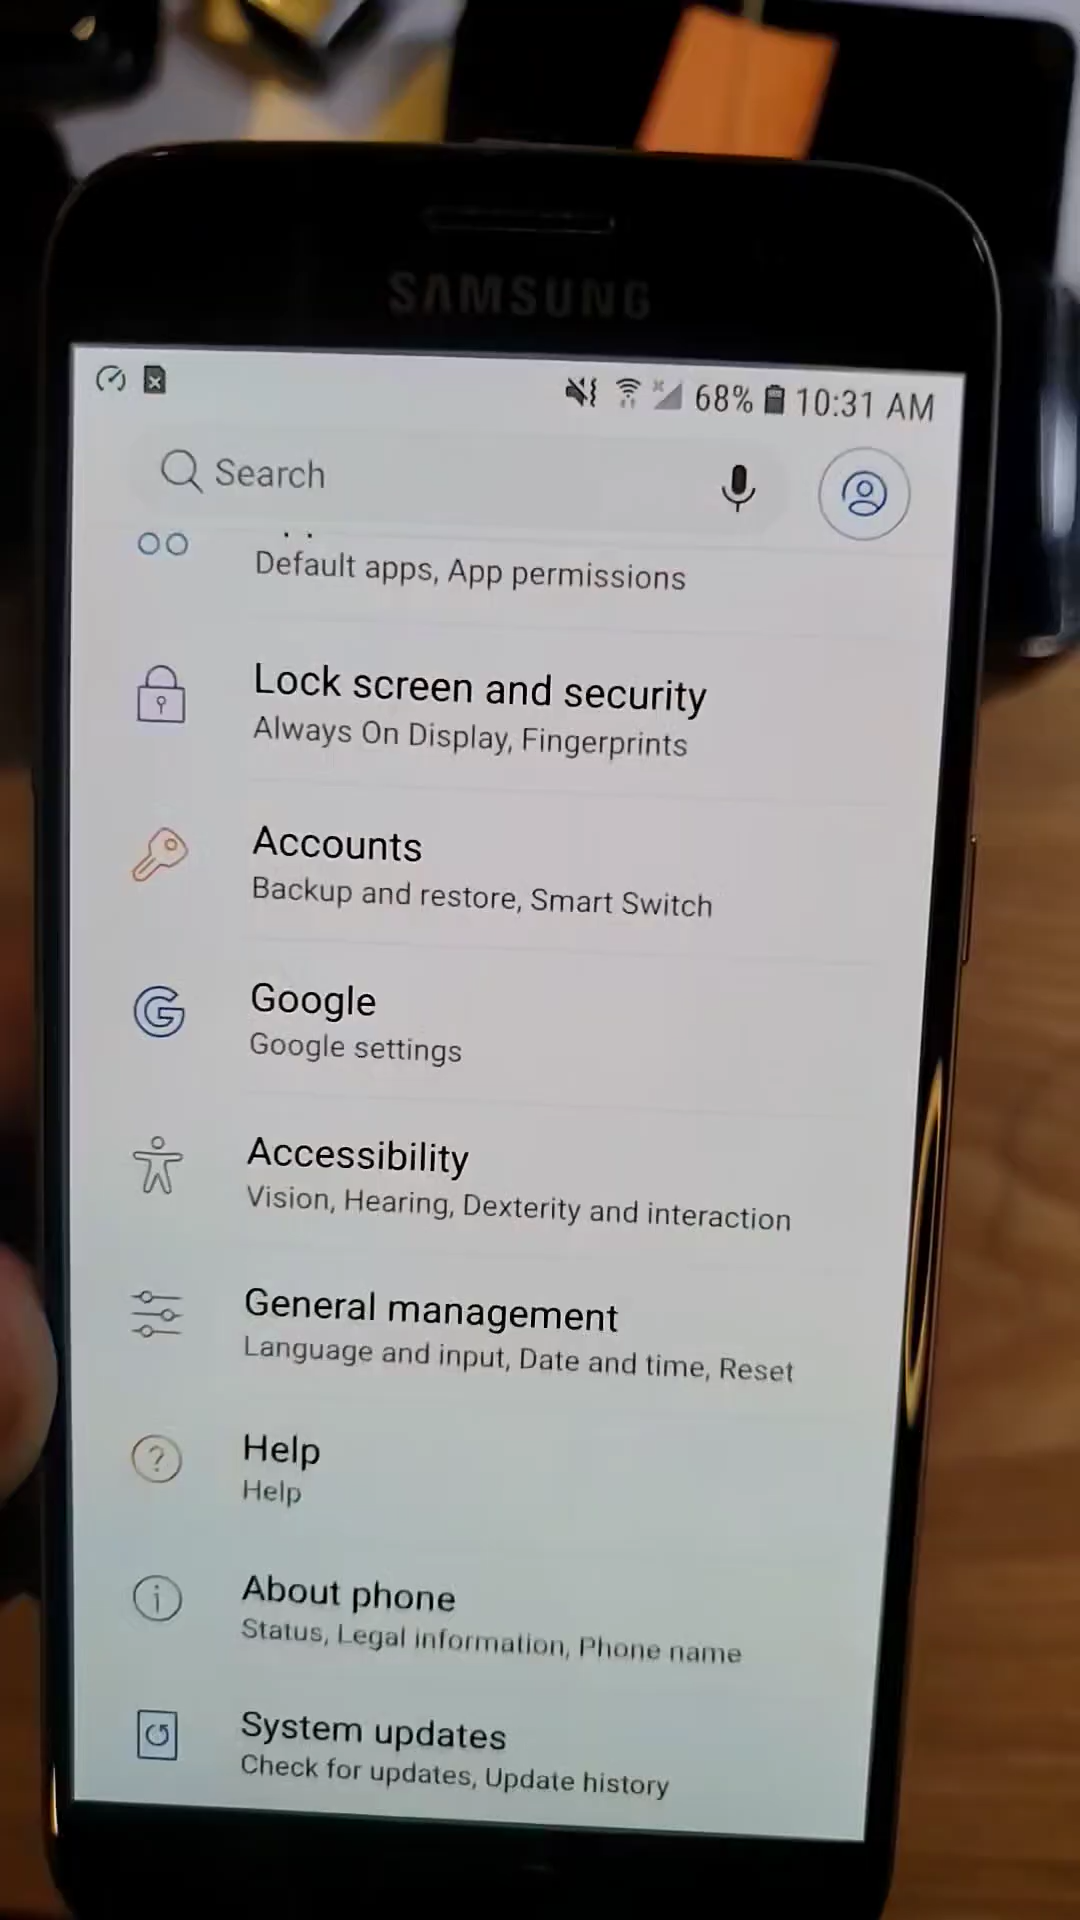 SAMSUNG
68% 10:31 AM
Search
Default apps, App permissions
Lock screen and security
Always On Display, Fingerprints
Accounts
Backup and restore, Smart Switch
Google
Google settings
Accessibility
Vision, Hearing, Dexterity and interaction
General management
Language and input, Date and time, Reset
Help
Help
About phone
Status, Legal information, Phone name
System updates
Check for updates, Update history